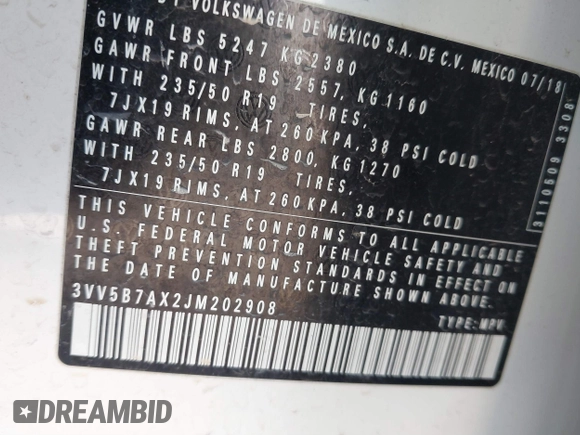 BY VOLKSWAGEN DE MEXICO S.A. DE C.V. MEXICO 07/18
GVWR LBS 5247 KG 2380
GAWR FRONT LBS 2557, KG 1160
WITH 235/50 R19 TIRES,
7JX19 RIMS, AT 260 KPA, 38 PSI COLD
GAWR REAR LBS 2800, KG 1270
WITH 235/50 R19 TIRES,
7JX19 RIMS, AT 260 KPA, 38 PSI COLD
THIS VEHICLE CONFORMS TO ALL APPLICABLE
U.S. FEDERAL MOTOR VEHICLE SAFETY AND
THEFT PREVENTION STANDARDS IN EFFECT ON
THE DATE OF MANUFACTURE SHOWN ABOVE.
3VV5B7AX2JM202908
TYPE:MPV
3110609 3308
DREAMBID